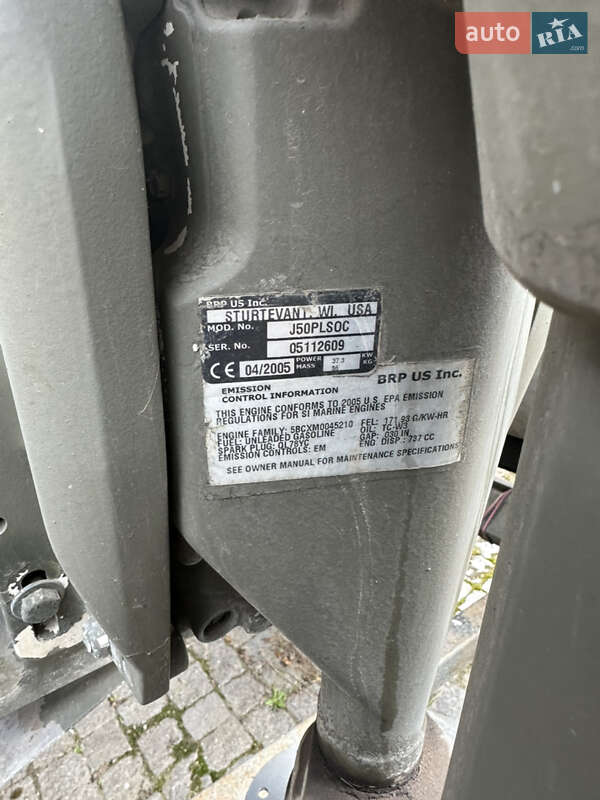 auto RIA .com
BRP US Inc.
STURTEVANT, WI, USA
MOD. No. J50PLSOC
SER. No. 05112609
CE 04/2005 POWER MASS 37.3 KW KG
EMISSION
CONTROL INFORMATION
BRP US Inc.
THIS ENGINE CONFORMS TO 2005 U.S. EPA EMISSION
REGULATIONS FOR SI MARINE ENGINES
ENGINE FAMILY: 5BCXM0045210 FEL: 171.93 G/KW-HR
FUEL: UNLEADED GASOLINE OIL: TC-W3
SPARK PLUG: QL78YC GAP: .030 IN
EMISSION CONTROLS: EM ENG DISP: 737 CC
SEE OWNER MANUAL FOR MAINTENANCE SPECIFICATIONS